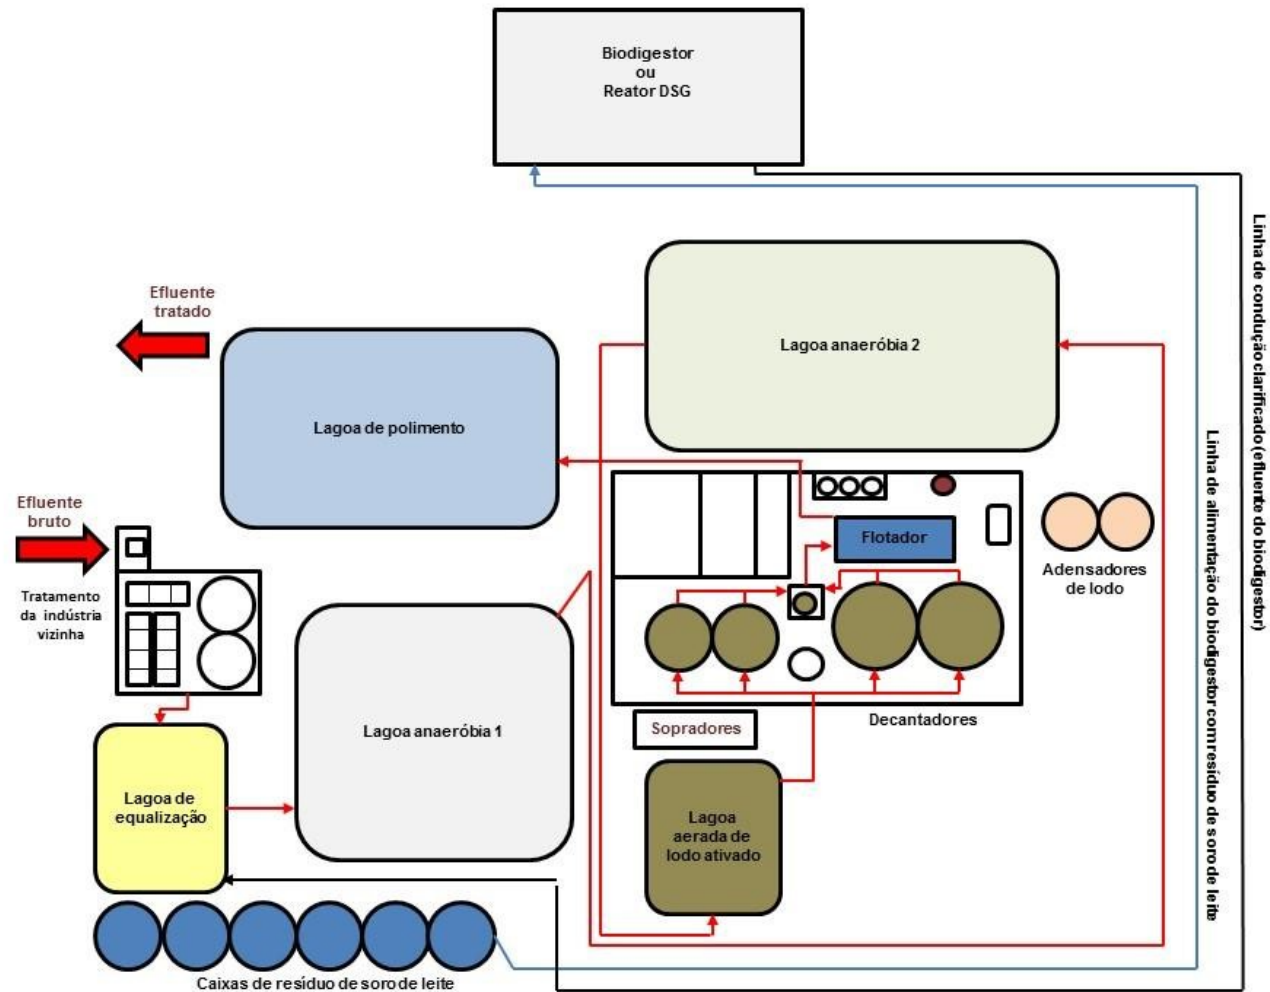 Biodigestor
ou
Reator DSG
Efluente
tratado
Lagoa anaeróbia 2
Lagoa de polimento
Efluente
bruto
Flotador
Adensadores
de lodo
Tratamento
da indústria
vizinha
Lagoa anaeróbia 1
Sopradores
Decantadores
Lagoa de
equalização
Lagoa
aerada de
lodo ativado
Caixas de resíduo de soro de leite
Linha de alimentação do biodigestor com resíduo de soro de leite
Linha de condução clarificado (efluente do biodigestor)